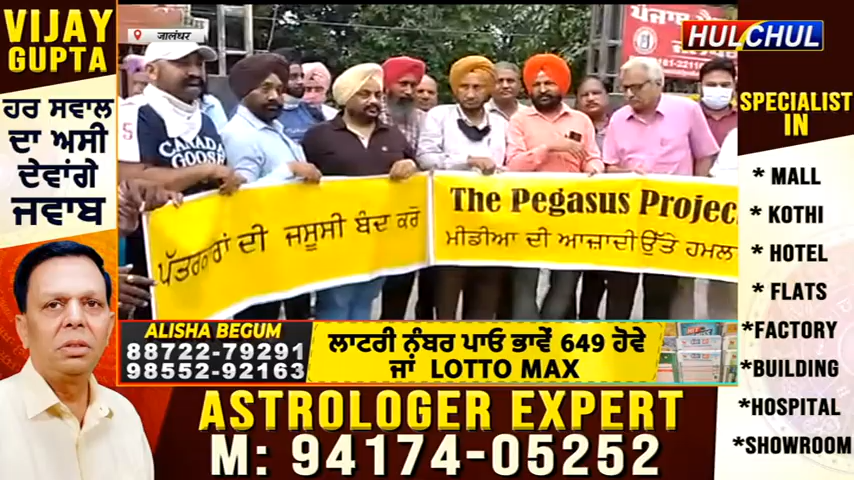 VIJAY
GUPTA
ਹਰ ਸਵਾਲ
ਦਾ ਅਸੀ
ਦੇਵਾਂਗੇ
ਜਵਾਬ
ਜਾਲੰਧਰ
HULCHUL
CANADA
GOOSE
ਪੱਤਰਕਾਰਾਂ ਦੀ ਜਸੂਸੀ ਬੰਦ ਕਰੋ
The Pegasus Projec
ਮੀਡੀਆ ਦੀ ਆਜ਼ਾਦੀ ਉੱਤੇ ਹਮਲਾ
SPECIALIST
IN
* MALL
* KOTHI
* HOTEL
* FLATS
*FACTORY
*BUILDING
*HOSPITAL
*SHOWROOM
ALISHA BEGUM
88722-79291
98552-92163
ਲਾਟਰੀ ਨੰਬਰ ਪਾਓ ਭਾਵੇਂ 649 ਹੋਵੇ
ਜਾਂ LOTTO MAX
ASTROLOGER EXPERT
M: 94174-05252